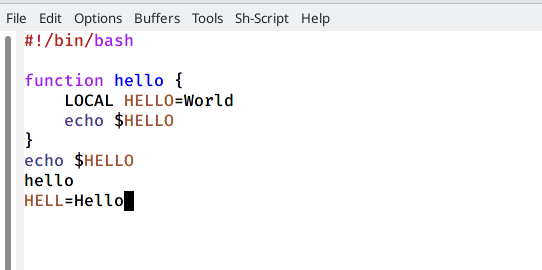 File Edit Options Buffers Tools Sh-Script Help
#!/bin/bash
function hello {
    LOCAL HELLO=World
    echo $HELLO
}
echo $HELLO
hello
HELL=Hello